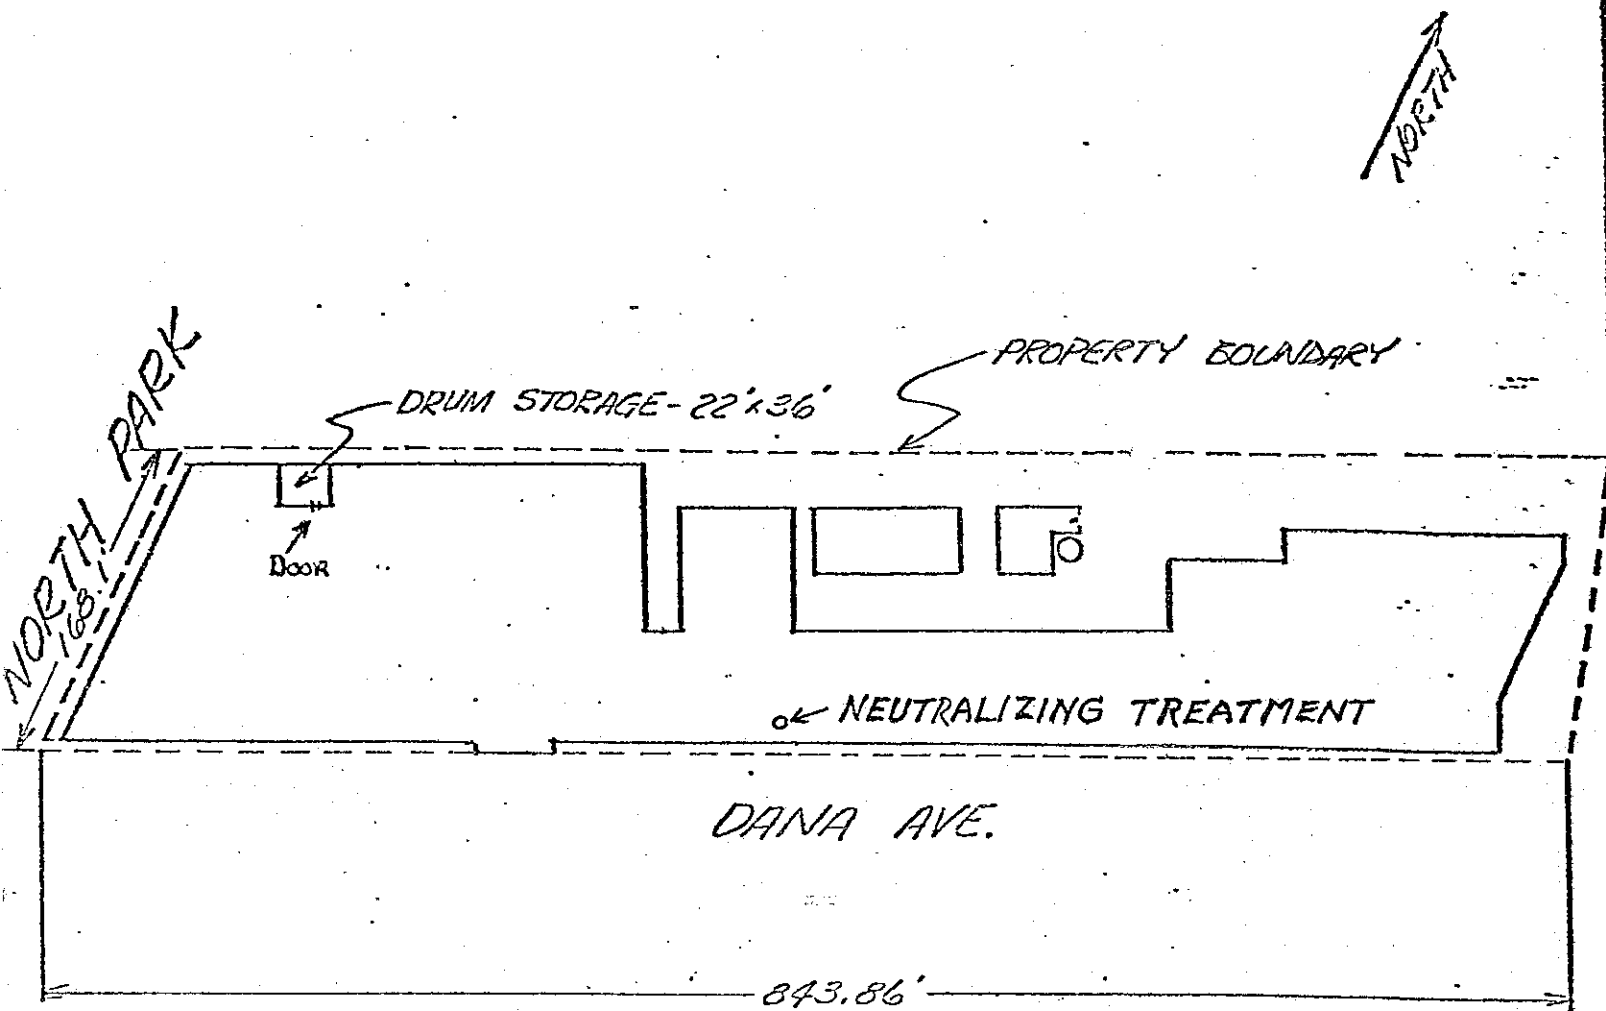 NORTH
PROPERTY BOUNDARY
DRUM STORAGE - 22' x 36'
NORTH PARK
168.1'
DOOR
NEUTRALIZING TREATMENT
DANA AVE.
843.86'